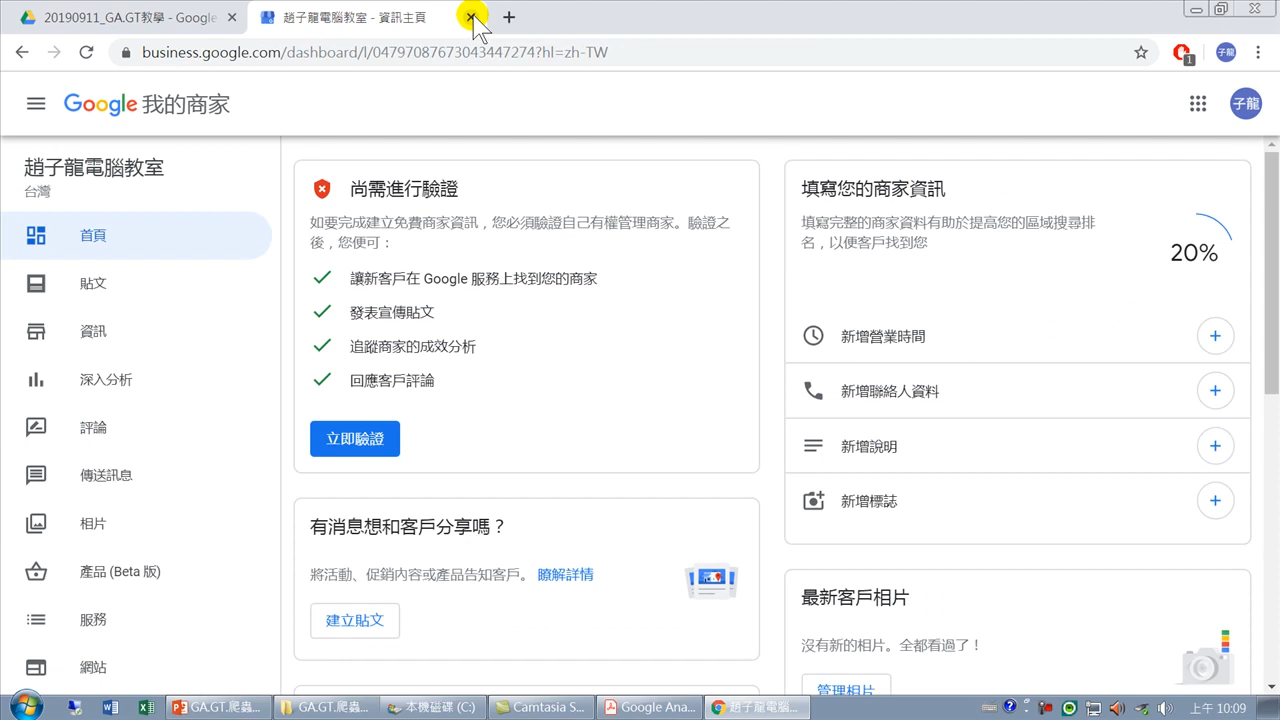 20190911_GA.GT教學 - Google
趙子龍電腦教室 - 資訊主頁
business.google.com/dashboard/l/04797087673043447274?hl=zh-TW
1
子龍
Google 我的商家
子龍
趙子龍電腦教室
台灣
首頁
貼文
資訊
深入分析
評論
傳送訊息
相片
產品 (Beta 版)
服務
網站
尚需進行驗證
如要完成建立免費商家資訊，您必須驗證自己有權管理商家。驗證之
後，您便可：
讓新客戶在 Google 服務上找到您的商家
發表宣傳貼文
追蹤商家的成效分析
回應客戶評論
立即驗證
有消息想和客戶分享嗎？
將活動、促銷內容或產品告知客戶。 瞭解詳情
建立貼文
填寫您的商家資訊
填寫完整的商家資料有助於提高您的區域搜尋排
名，以便客戶找到您
20%
新增營業時間
新增聯絡人資料
新增說明
新增標誌
最新客戶相片
沒有新的相片。全都看過了！
管理相片
GA.GT.爬蟲...
GA.GT.爬蟲...
本機磁碟 (C:)
Camtasia S...
Google Ana...
趙子龍電腦...
上午 10:09